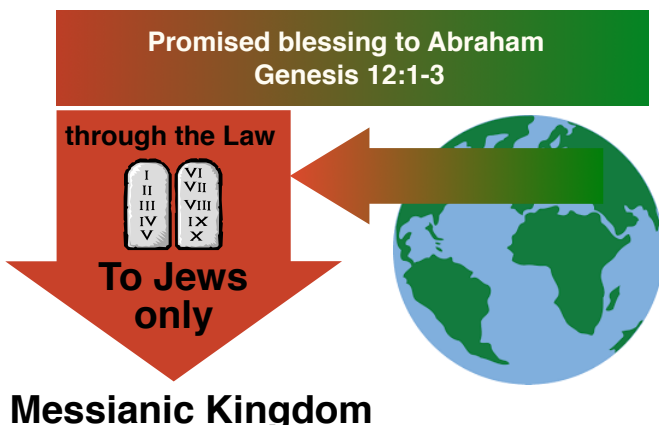 Promised blessing to Abraham
Genesis 12:1-3
through the Law
I VI
II VII
III VIII
IV IX
V X
To Jews
only
Messianic Kingdom